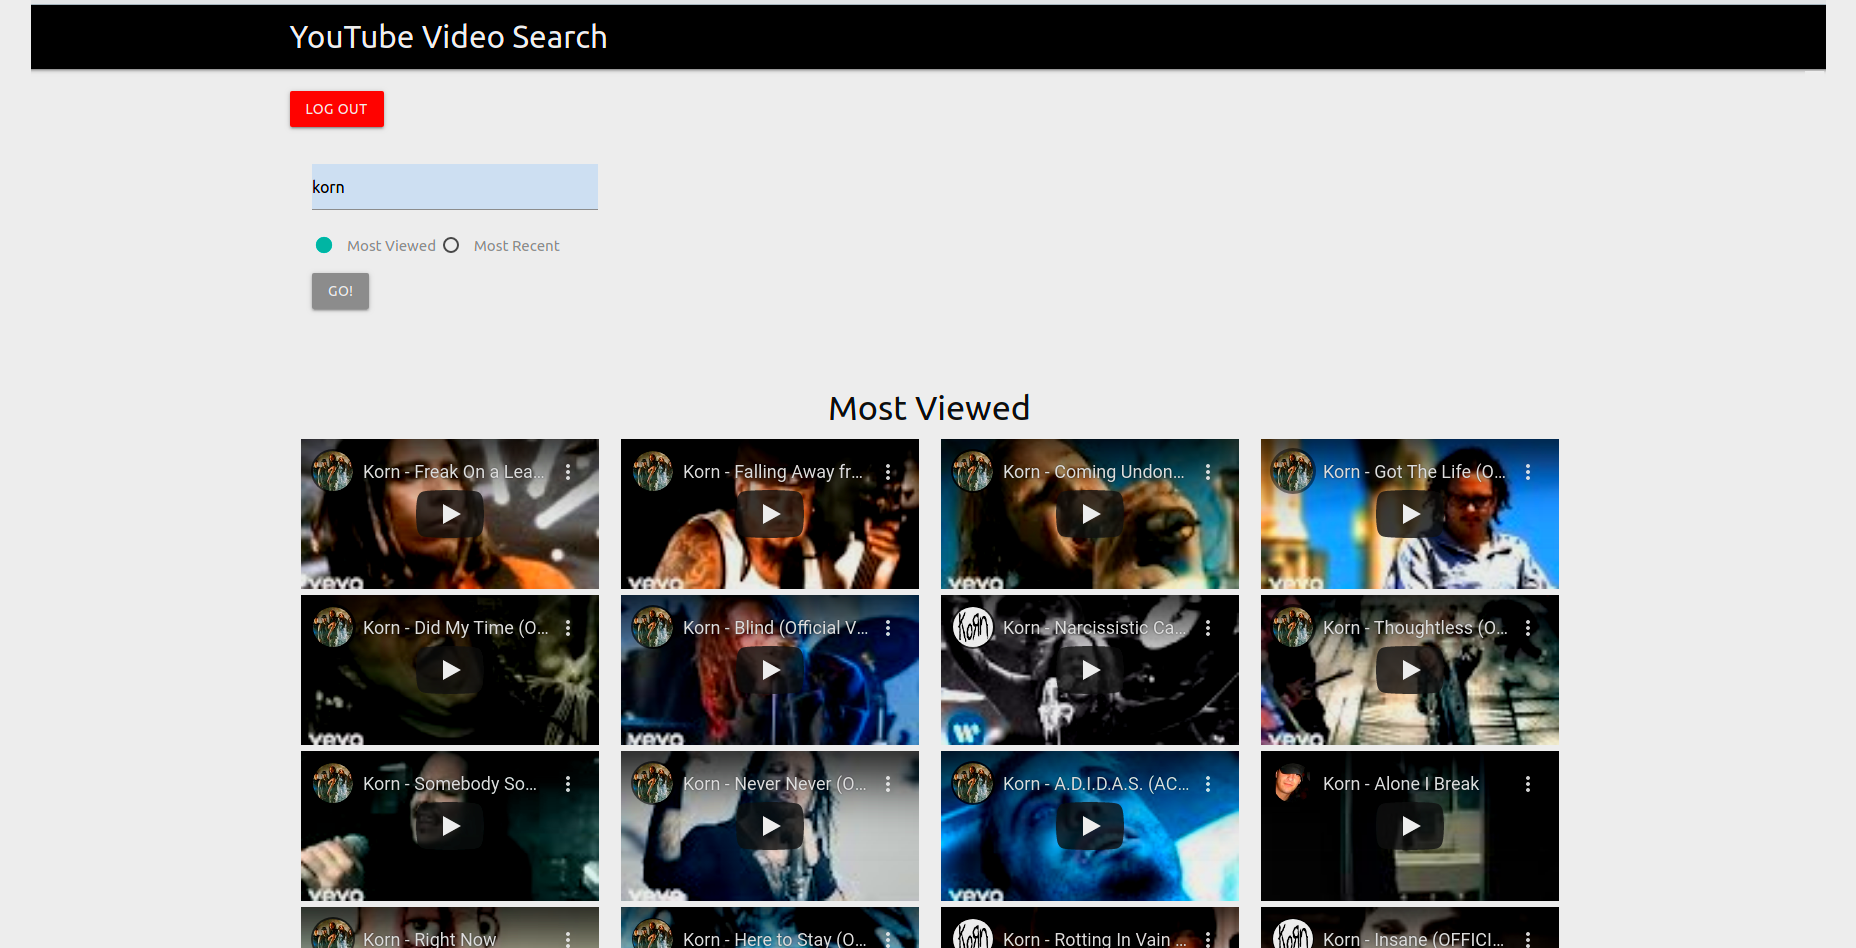 YouTube Video Search
LOG OUT
korn
Most Viewed Most Recent
GO!
Most Viewed
Korn - Freak On a Lea...
Korn - Falling Away fr...
Korn - Coming Undon...
Korn - Got The Life (O...
vevo
vevo
vevo
vevo
Korn - Did My Time (O...
Korn - Blind (Official V...
KoRn
Korn - Narcissistic Ca...
Korn - Thoughtless (O...
vevo
vevo
vevo
Korn - Somebody So...
Korn - Never Never (O...
Korn - A.D.I.D.A.S. (AC...
Korn - Alone I Break
vevo
vevo
vevo
Korn - Right Now
Korn - Here to Stay (O...
KoRn
Korn - Rotting In Vain ...
KoRn
Korn - Insane (OFFICI...